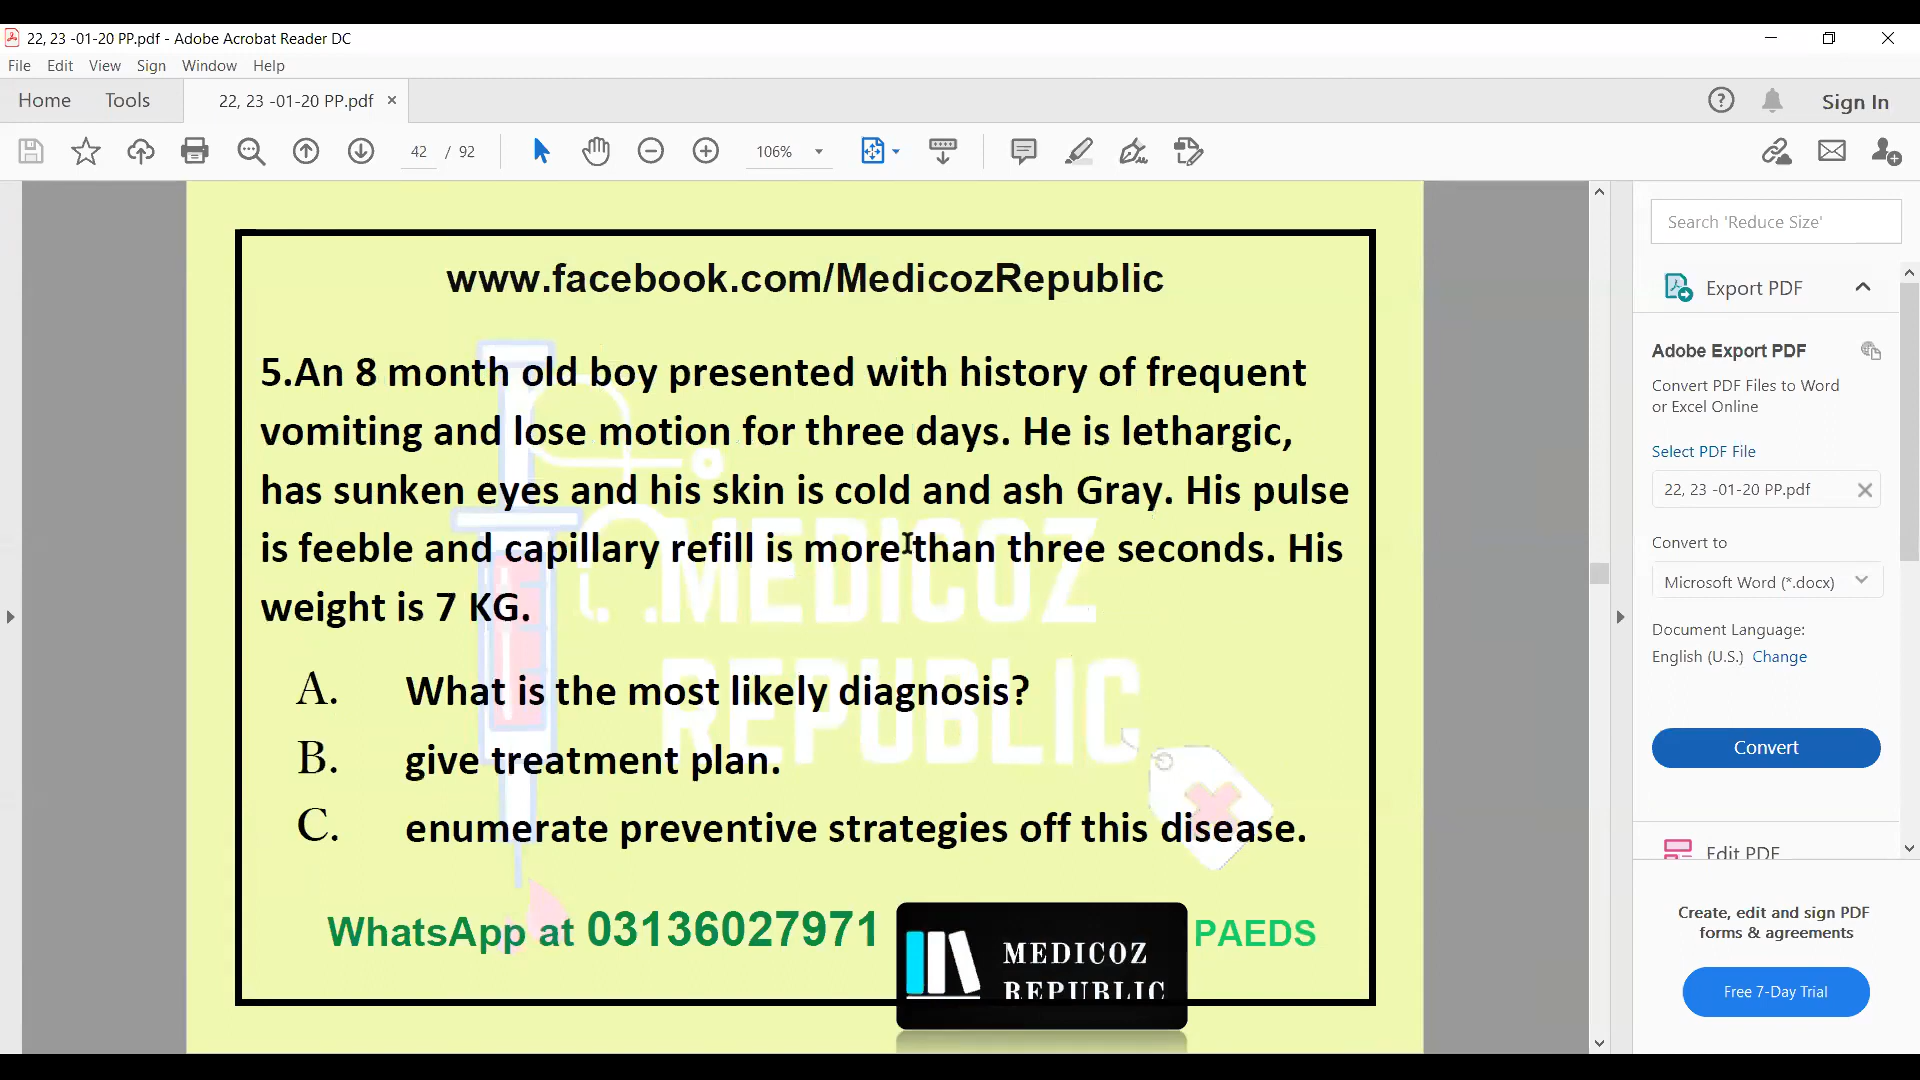 22, 23 -01-20 PP.pdf - Adobe Acrobat Reader DC
File Edit View Sign Window Help
Home Tools 22, 23 -01-20 PP.pdf × Sign In
42 / 92 106%
www.facebook.com/MedicozRepublic
5.An 8 month old boy presented with history of frequent
vomiting and lose motion for three days. He is lethargic,
has sunken eyes and his skin is cold and ash Gray. His pulse
is feeble and capillary refill is more than three seconds. His
weight is 7 KG.
A. What is the most likely diagnosis?
B. give treatment plan.
C. enumerate preventive strategies off this disease.
MEDICOZ
REPUBLIC
WhatsApp at 03136027971
MEDICOZ
REPUBLIC
PAEDS
Search 'Reduce Size'
Export PDF
Adobe Export PDF
Convert PDF Files to Word
or Excel Online
Select PDF File
22, 23 -01-20 PP.pdf
Convert to
Microsoft Word (*.docx)
Document Language:
English (U.S.) Change
Convert
Edit PDF
Create, edit and sign PDF
forms & agreements
Free 7-Day Trial